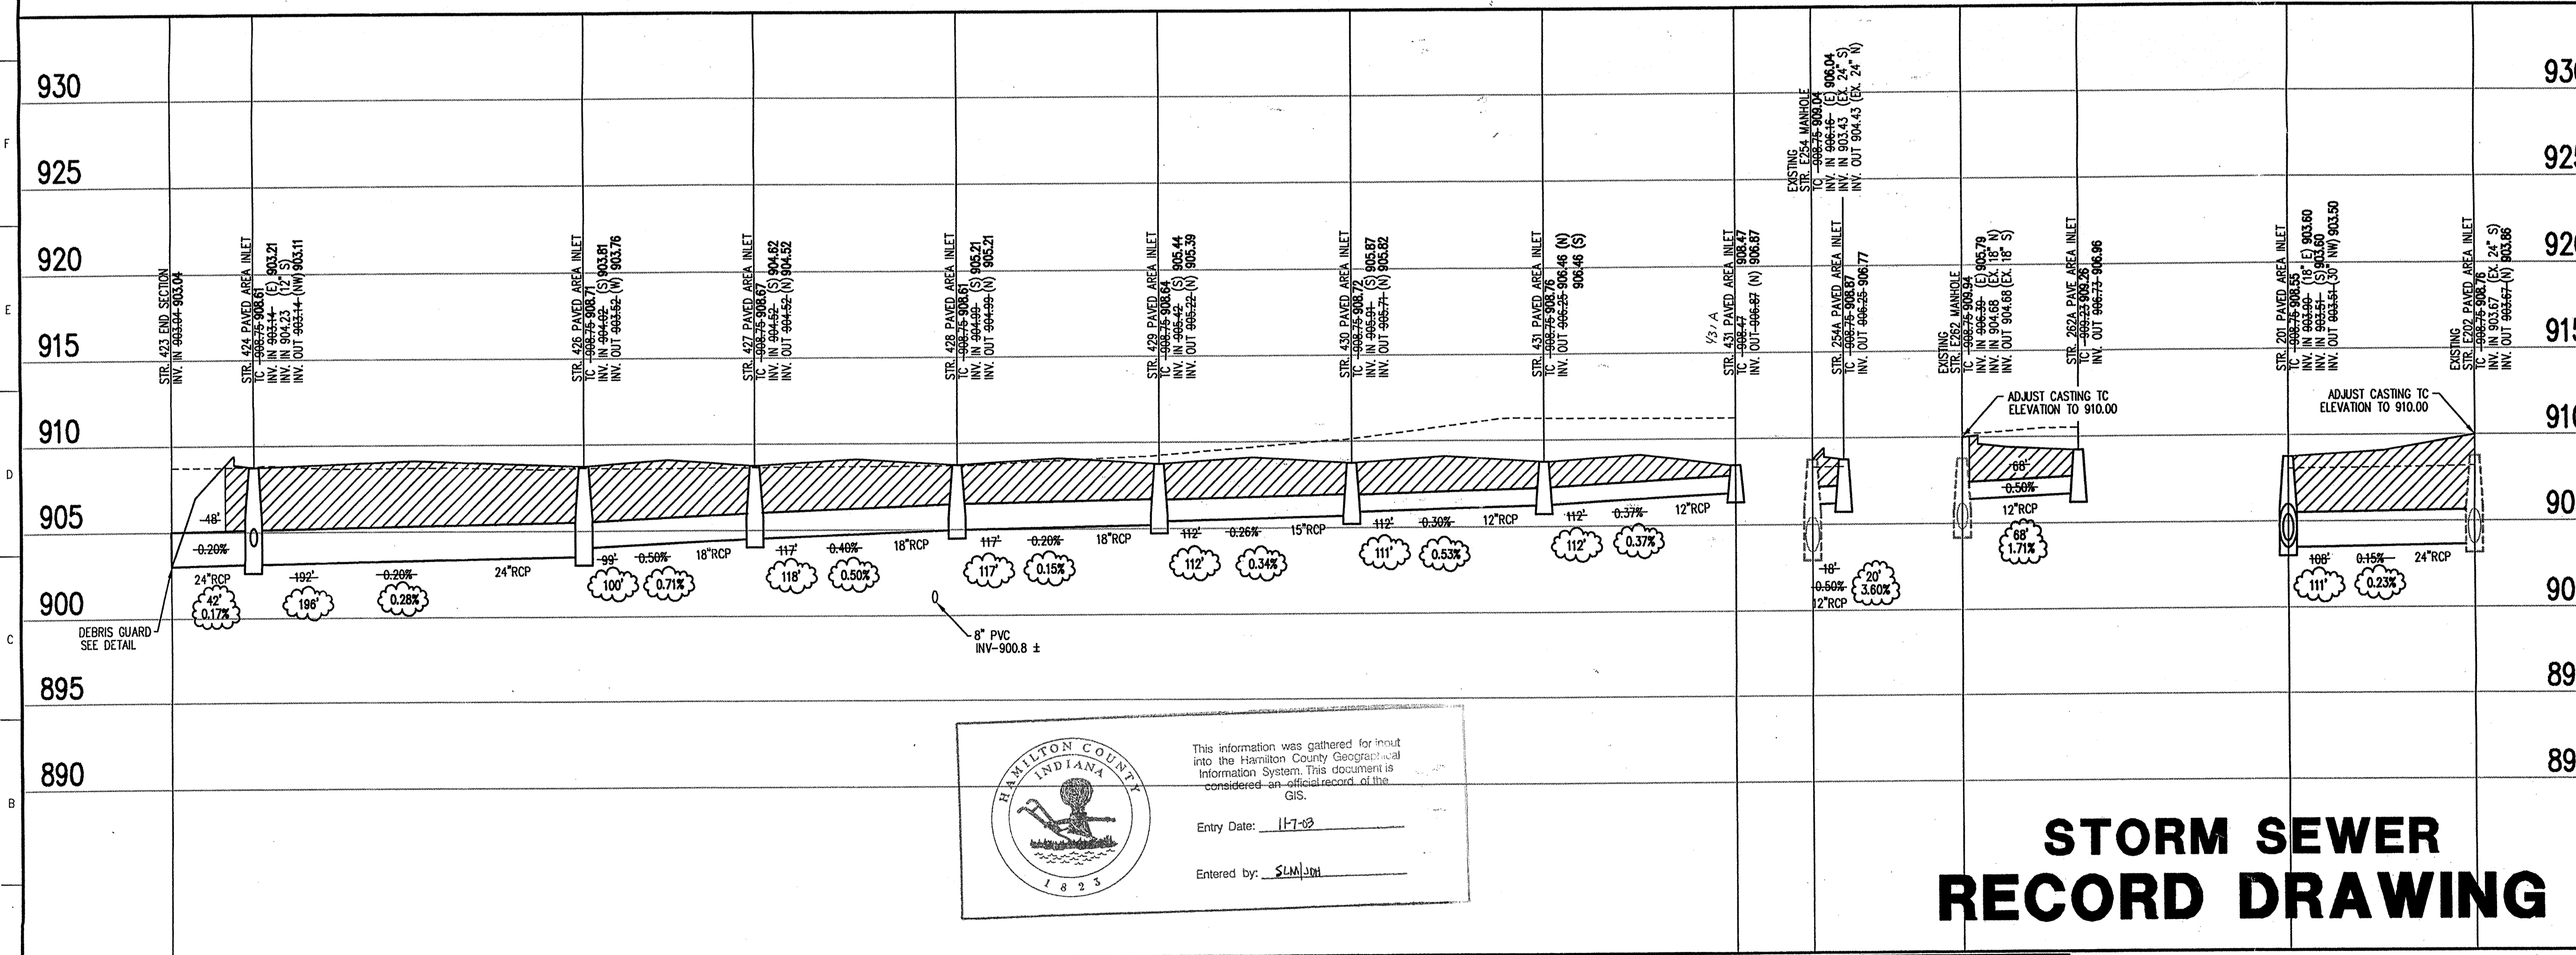 930
925
920
915
910
905
900
895
890
F
E
D
C
B
STR. 423 END SECTION
INV. IN 903.04 903.04
STR. 424 PAVED AREA INLET
TC 908.75 908.61
INV. IN 903.14 (E) 903.21
INV. IN 904.23 (12" S)
INV. OUT 903.14 (NW) 903.11
STR. 426 PAVED AREA INLET
TC 908.75 908.71
INV. IN 904.02 (S) 903.81
INV. OUT 903.52 (W) 903.76
STR. 427 PAVED AREA INLET
TC 908.75 908.67
INV. IN 904.52 (S) 904.62
INV. OUT 904.52 (N) 904.52
STR. 428 PAVED AREA INLET
TC 908.75 908.61
INV. IN 904.99 (S) 905.21
INV. OUT 904.99 (N) 905.21
STR. 429 PAVED AREA INLET
TC 908.75 908.64
INV. IN 905.42 (S) 905.44
INV. OUT 905.22 (N) 905.39
STR. 430 PAVED AREA INLET
TC 908.75 908.72
INV. IN 905.91 (S) 905.87
INV. OUT 905.71 (N) 905.82
STR. 431 PAVED AREA INLET
TC 908.75 908.76
INV. OUT 906.25 906.46 (N)
906.46 (S)
431 A
STR. 431 PAVED AREA INLET
TC 908.47 908.47
INV. OUT 906.87 (N) 906.87
EXISTING
STR. E254 MANHOLE
TC 908.75 909.04
INV. IN 906.16 (E) 906.04
INV. IN 903.43 (EX. 24" S)
INV. OUT 904.43 (EX. 24" N)
STR. 254A PAVED AREA INLET
TC 908.75 908.87
INV. OUT 906.25 906.77
EXISTING
STR. E262 MANHOLE
TC 908.75 909.94
INV. IN 906.39 (E) 905.79
INV. IN 904.68 (EX. 18" N)
INV. OUT 904.68 (EX. 18" S)
STR. 262A PAVE AREA INLET
TC 909.23 909.26
INV. OUT 906.73 906.96
STR. 201 PAVED AREA INLET
TC 908.75 908.55
INV. IN 903.90 (18" E) 903.60
INV. IN 903.51 (S) 903.60
INV. OUT 903.51 (30" NW) 903.50
EXISTING
STR. E202 PAVED AREA INLET
TC 908.75 908.76
INV. IN 903.67 (EX. 24" S)
INV. OUT 903.67 (N) 903.86
ADJUST CASTING TC
ELEVATION TO 910.00
ADJUST CASTING TC
ELEVATION TO 910.00
48'
0.20%
24"RCP
42'
0.17%
192'
0.20%
24"RCP
196'
0.28%
99'
0.50%
18"RCP
100'
0.71%
117'
0.40%
18"RCP
118'
0.50%
117'
0.20%
18"RCP
117'
0.15%
112'
0.26%
15"RCP
112'
0.34%
112'
0.30%
12"RCP
111'
0.53%
112'
0.37%
12"RCP
112'
0.37%
18'
0.50%
12"RCP
20'
3.60%
68'
0.50%
12"RCP
68'
1.71%
108'
0.15%
24"RCP
111'
0.23%
DEBRIS GUARD
SEE DETAIL
8" PVC
INV-900.8 ±
HAMILTON COUNTY
INDIANA
1823
This information was gathered for input
into the Hamilton County Geographical
Information System. This document is
considered an official record of the
GIS.
Entry Date: 11-7-03
Entered by: SLM/JDH
STORM SEWER
RECORD DRAWING